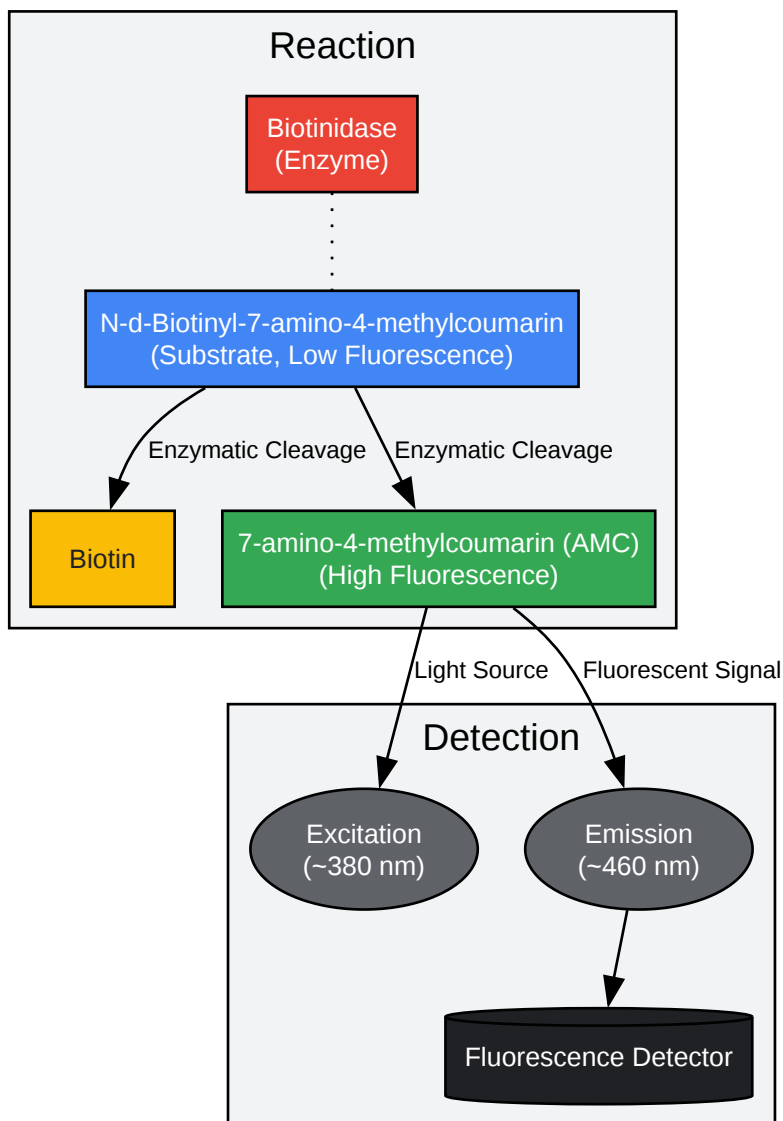 Reaction
Biotinidase
(Enzyme)
N-d-Biotinyl-7-amino-4-methylcoumarin
(Substrate, Low Fluorescence)
Enzymatic Cleavage
Enzymatic Cleavage
Biotin
7-amino-4-methylcoumarin (AMC)
(High Fluorescence)
Light Source
Fluorescent Signal
Detection
Excitation
(~380 nm)
Emission
(~460 nm)
Fluorescence Detector